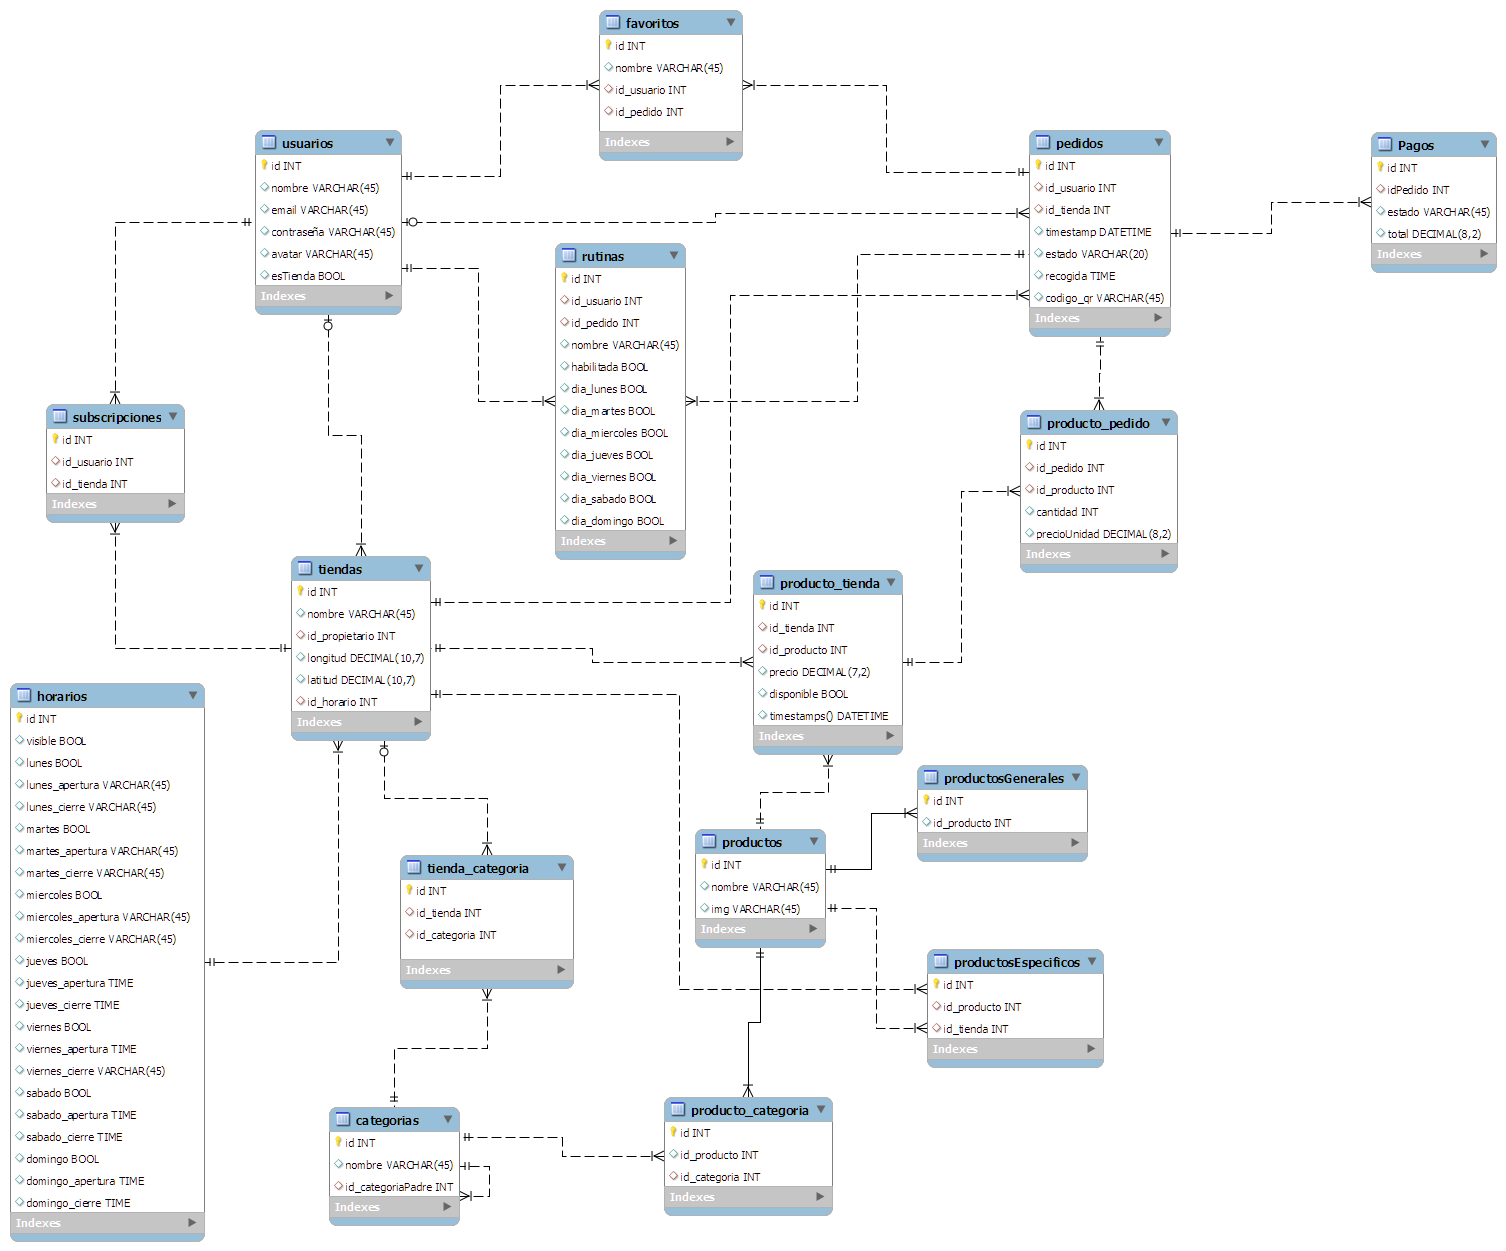 favoritos
id INT
nombre VARCHAR(45)
id_usuario INT
id_pedido INT
Indexes
usuarios
id INT
nombre VARCHAR(45)
email VARCHAR(45)
contraseña VARCHAR(45)
avatar VARCHAR(45)
esTienda BOOL
Indexes
pedidos
id INT
id_usuario INT
id_tienda INT
timestamp DATETIME
estado VARCHAR(20)
recogida TIME
codigo_qr VARCHAR(45)
Indexes
Pagos
id INT
idPedido INT
estado VARCHAR(45)
total DECIMAL(8,2)
Indexes
rutinas
id INT
id_usuario INT
id_pedido INT
nombre VARCHAR(45)
habilitada BOOL
dia_lunes BOOL
dia_martes BOOL
dia_miercoles BOOL
dia_jueves BOOL
dia_viernes BOOL
dia_sabado BOOL
dia_domingo BOOL
Indexes
subscripciones
id INT
id_usuario INT
id_tienda INT
Indexes
producto_pedido
id INT
id_pedido INT
id_producto INT
cantidad INT
precioUnidad DECIMAL(8,2)
Indexes
tiendas
id INT
nombre VARCHAR(45)
id_propietario INT
longitud DECIMAL(10,7)
latitud DECIMAL(10,7)
id_horario INT
Indexes
producto_tienda
id INT
id_tienda INT
id_producto INT
precio DECIMAL(7,2)
disponible BOOL
timestamps() DATETIME
Indexes
horarios
id INT
visible BOOL
lunes BOOL
lunes_apertura VARCHAR(45)
lunes_cierre VARCHAR(45)
martes BOOL
martes_apertura VARCHAR(45)
martes_cierre VARCHAR(45)
miercoles BOOL
miercoles_apertura VARCHAR(45)
miercoles_cierre VARCHAR(45)
jueves BOOL
jueves_apertura TIME
jueves_cierre TIME
viernes BOOL
viernes_apertura TIME
viernes_cierre VARCHAR(45)
sabado BOOL
sabado_apertura TIME
sabado_cierre TIME
domingo BOOL
domingo_apertura TIME
domingo_cierre TIME
Indexes
productosGenerales
id INT
id_producto INT
Indexes
productos
id INT
nombre VARCHAR(45)
img VARCHAR(45)
Indexes
tienda_categoria
id INT
id_tienda INT
id_categoria INT
Indexes
productosEspecificos
id INT
id_producto INT
id_tienda INT
Indexes
categorias
id INT
nombre VARCHAR(45)
id_categoriaPadre INT
Indexes
producto_categoria
id INT
id_producto INT
id_categoria INT
Indexes